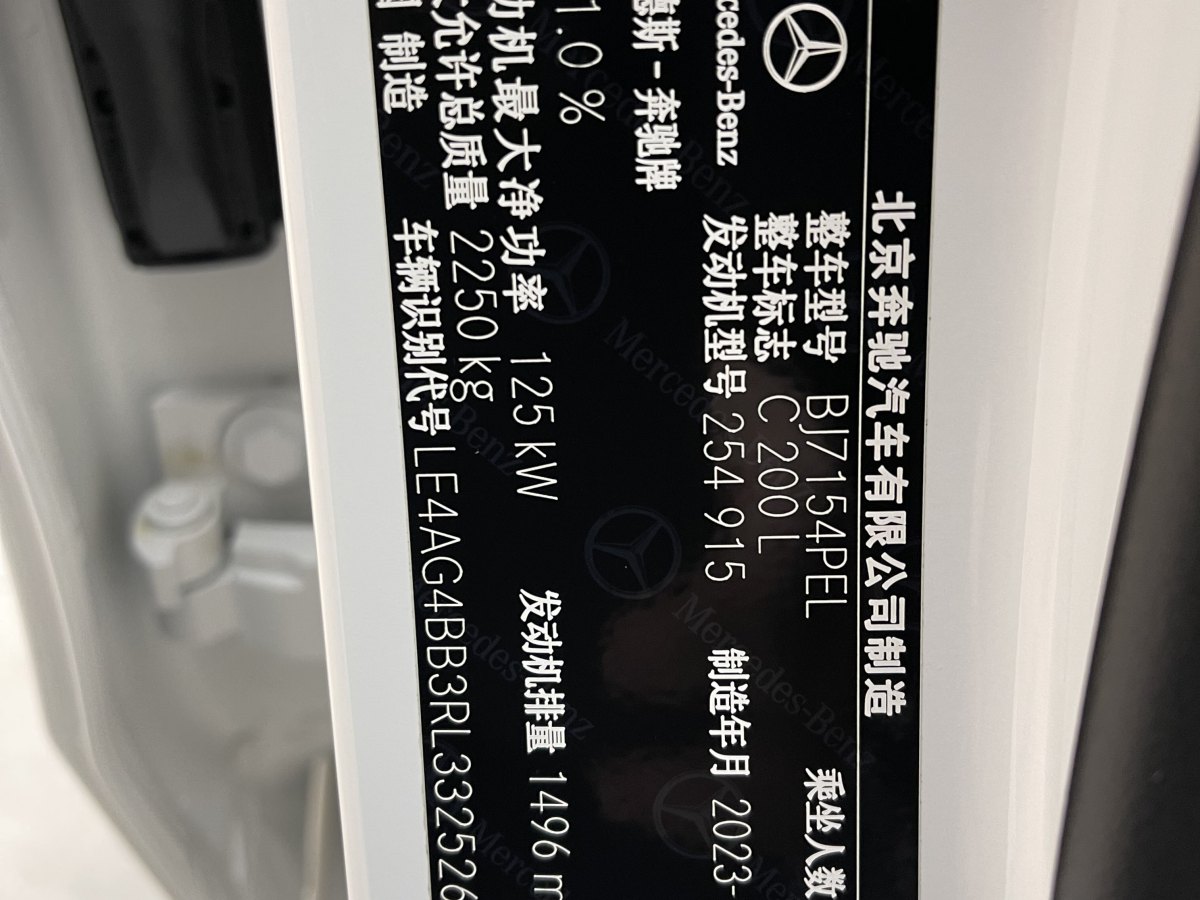 北京奔驰汽车有限公司制造
整车型号 BJ7154PEL 乘坐人数
整车标志 C 200 L
cedes-Benz
发动机型号 254 915 制造年月 2023-
德斯-奔驰牌
1.0 %
功机最大净功率 125 kW 发动机排量 1496 m
允许总质量 2250 kg
车辆识别代号 LE4AG4BB3RL332526
制造